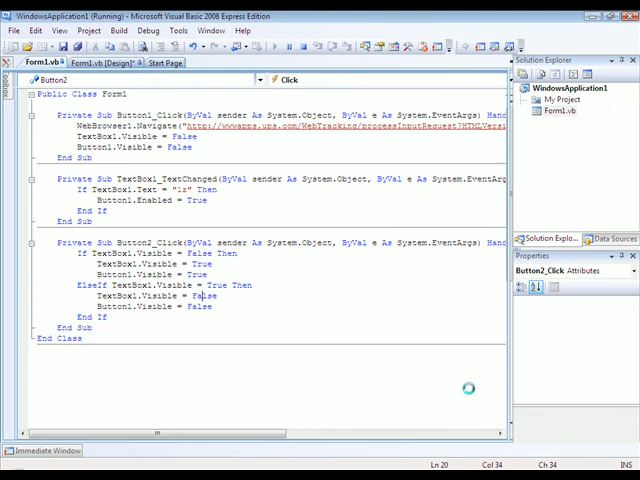 WindowsApplication1 (Running) - Microsoft Visual Basic 2008 Express Edition
File Edit View Project Build Debug Tools Window Help
Form1.vb Form1.vb [Design]* Start Page
Toolbox
Button2 Click
Public Class Form1
Private Sub Button1_Click(ByVal sender As System.Object, ByVal e As System.EventArgs) Hand
WebBrowser1.Navigate("http://wwwapps.ups.com/WebTracking/processInputRequest?HTMLVersi
TextBox1.Visible = False
Button1.Visible = False
End Sub
Private Sub TextBox1_TextChanged(ByVal sender As System.Object, ByVal e As System.EventArg
If TextBox1.Text = "1z" Then
Button1.Enabled = True
End If
End Sub
Private Sub Button2_Click(ByVal sender As System.Object, ByVal e As System.EventArgs) Hand
If TextBox1.Visible = False Then
TextBox1.Visible = True
Button1.Visible = True
ElseIf TextBox1.Visible = True Then
TextBox1.Visible = False
Button1.Visible = False
End If
End Sub
End Class
Solution Explorer
WindowsApplication1
My Project
Form1.vb
Solution Explo... Data Sources
Properties
Button2_Click Attributes
Immediate Window
Ln 20 Col 34 Ch 34 INS